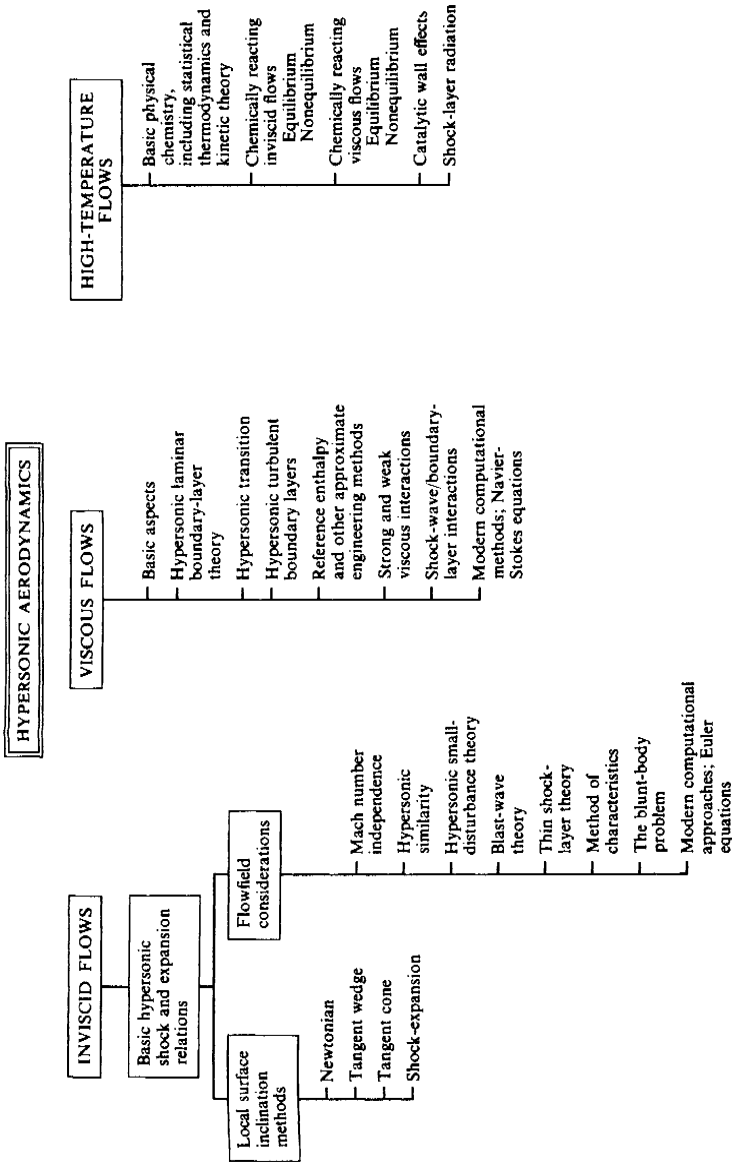 HYPERSONIC AERODYNAMICS
INVISCID FLOWS
Basic hypersonic
shock and expansion
relations
Local surface
inclination
methods
Newtonian
Tangent wedge
Tangent cone
Shock-expansion
Flowfield
considerations
Mach number
independence
Hypersonic
similarity
Hypersonic small-
disturbance theory
Blast-wave
theory
Thin shock-
layer theory
Method of
characteristics
The blunt-body
problem
Modern computational
approaches; Euler
equations
VISCOUS FLOWS
Basic aspects
Hypersonic laminar
boundary-layer
theory
Hypersonic transition
Hypersonic turbulent
boundary layers
Reference enthalpy
and other approximate
engineering methods
Strong and weak
viscous interactions
Shock-wave/boundary-
layer interactions
Modern computational
methods; Navier-
Stokes equations
HIGH-TEMPERATURE
FLOWS
Basic physical
chemistry,
including statistical
thermodynamics and
kinetic theory
Chemically reacting
inviscid flows
Equilibrium
Nonequilibrium
Chemically reacting
viscous flows
Equilibrium
Nonequilibrium
Catalytic wall effects
Shock-layer radiation